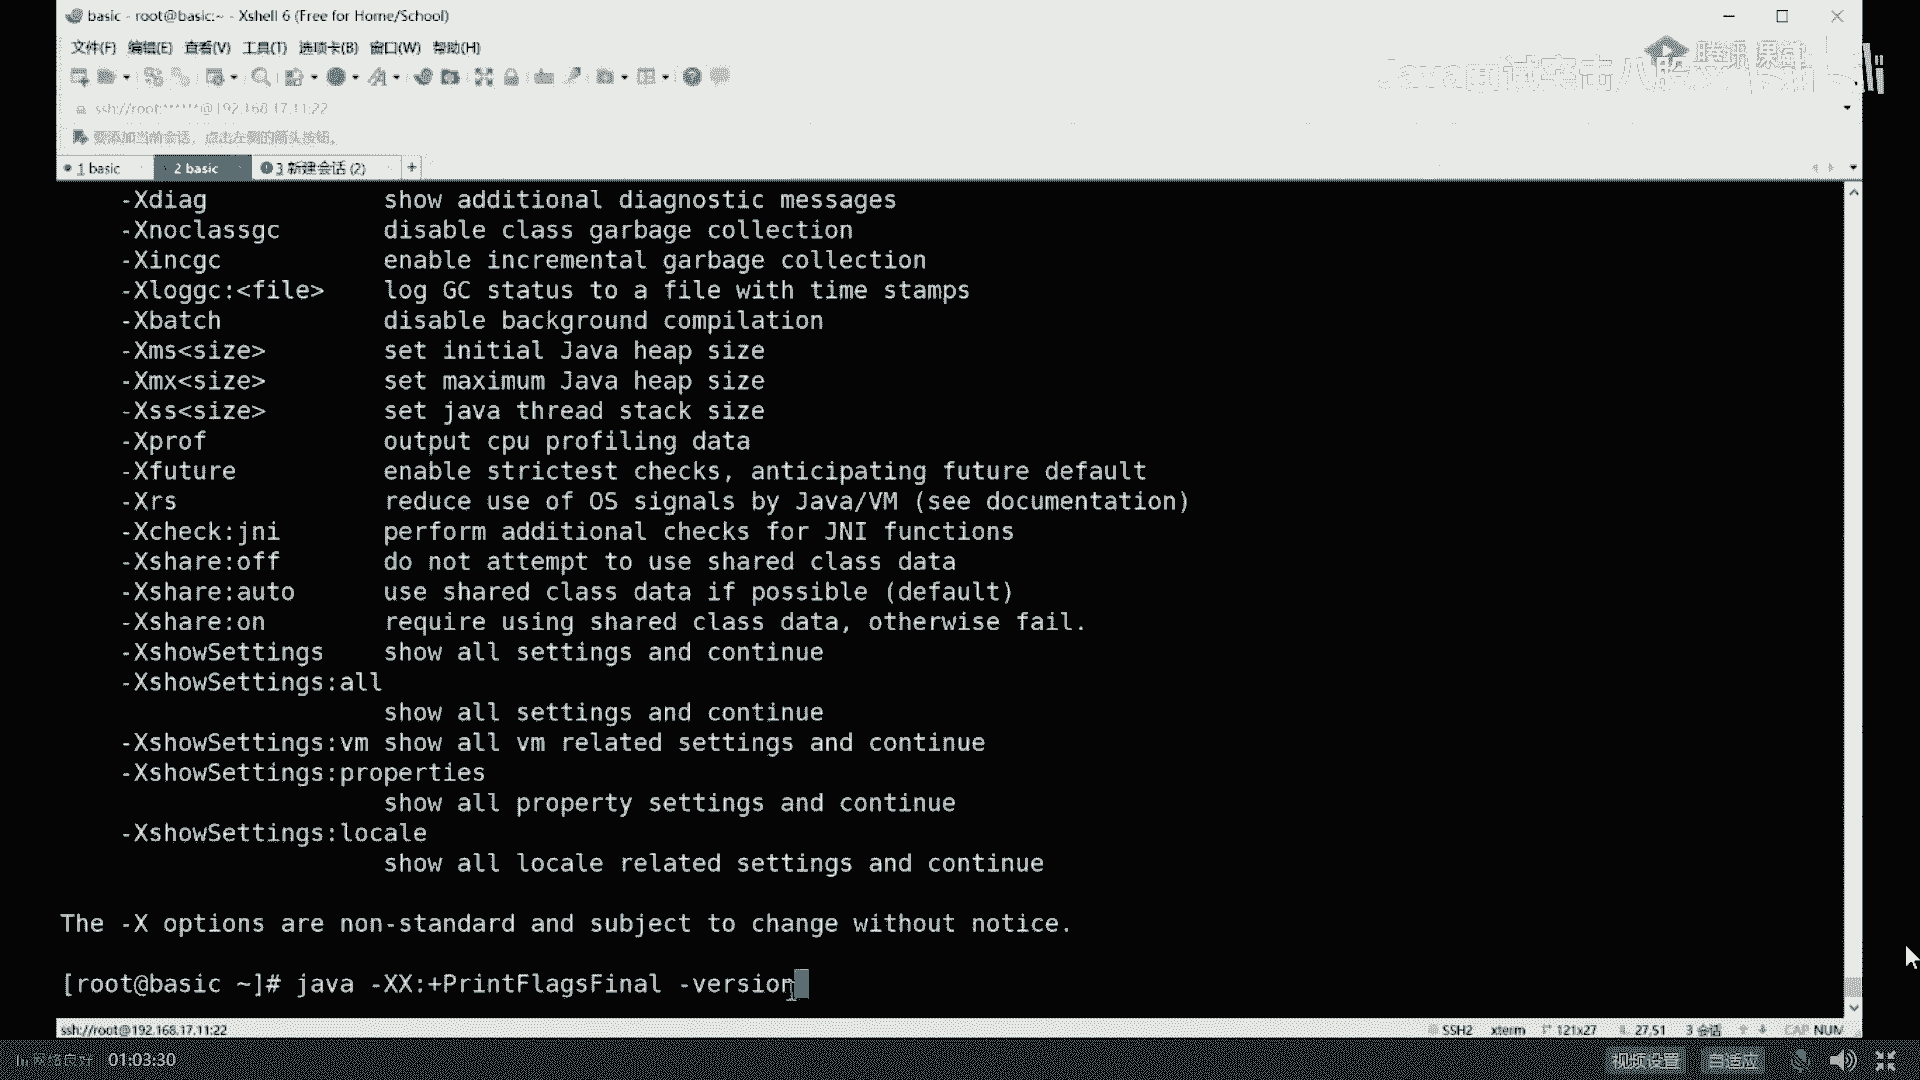 basic - root@basic:~ - Xshell 6 (Free for Home/School)
文件(F) 编辑(E) 查看(V) 工具(T) 选项卡(B) 窗口(W) 帮助(H)
ssh://root:******@192.168.17.11:22
要添加当前会话，点击左侧的箭头按钮。
1 basic 2 basic 3 新建会话 (2) +
-Xdiag show additional diagnostic messages
-Xnoclassgc disable class garbage collection
-Xincgc enable incremental garbage collection
-Xloggc:<file> log GC status to a file with time stamps
-Xbatch disable background compilation
-Xms<size> set initial Java heap size
-Xmx<size> set maximum Java heap size
-Xss<size> set java thread stack size
-Xprof output cpu profiling data
-Xfuture enable strictest checks, anticipating future default
-Xrs reduce use of OS signals by Java/VM (see documentation)
-Xcheck:jni perform additional checks for JNI functions
-Xshare:off do not attempt to use shared class data
-Xshare:auto use shared class data if possible (default)
-Xshare:on require using shared class data, otherwise fail.
-XshowSettings show all settings and continue
-XshowSettings:all
show all settings and continue
-XshowSettings:vm show all vm related settings and continue
-XshowSettings:properties
show all property settings and continue
-XshowSettings:locale
show all locale related settings and continue
The -X options are non-standard and subject to change without notice.
[root@basic ~]# java -XX:+PrintFlagsFinal -version
ssh://root@192.168.17.11:22 SSH2 xterm 121x27 27,51 3 会话 CAP NUM
网络良好 01:03:30 视频设置 自适应